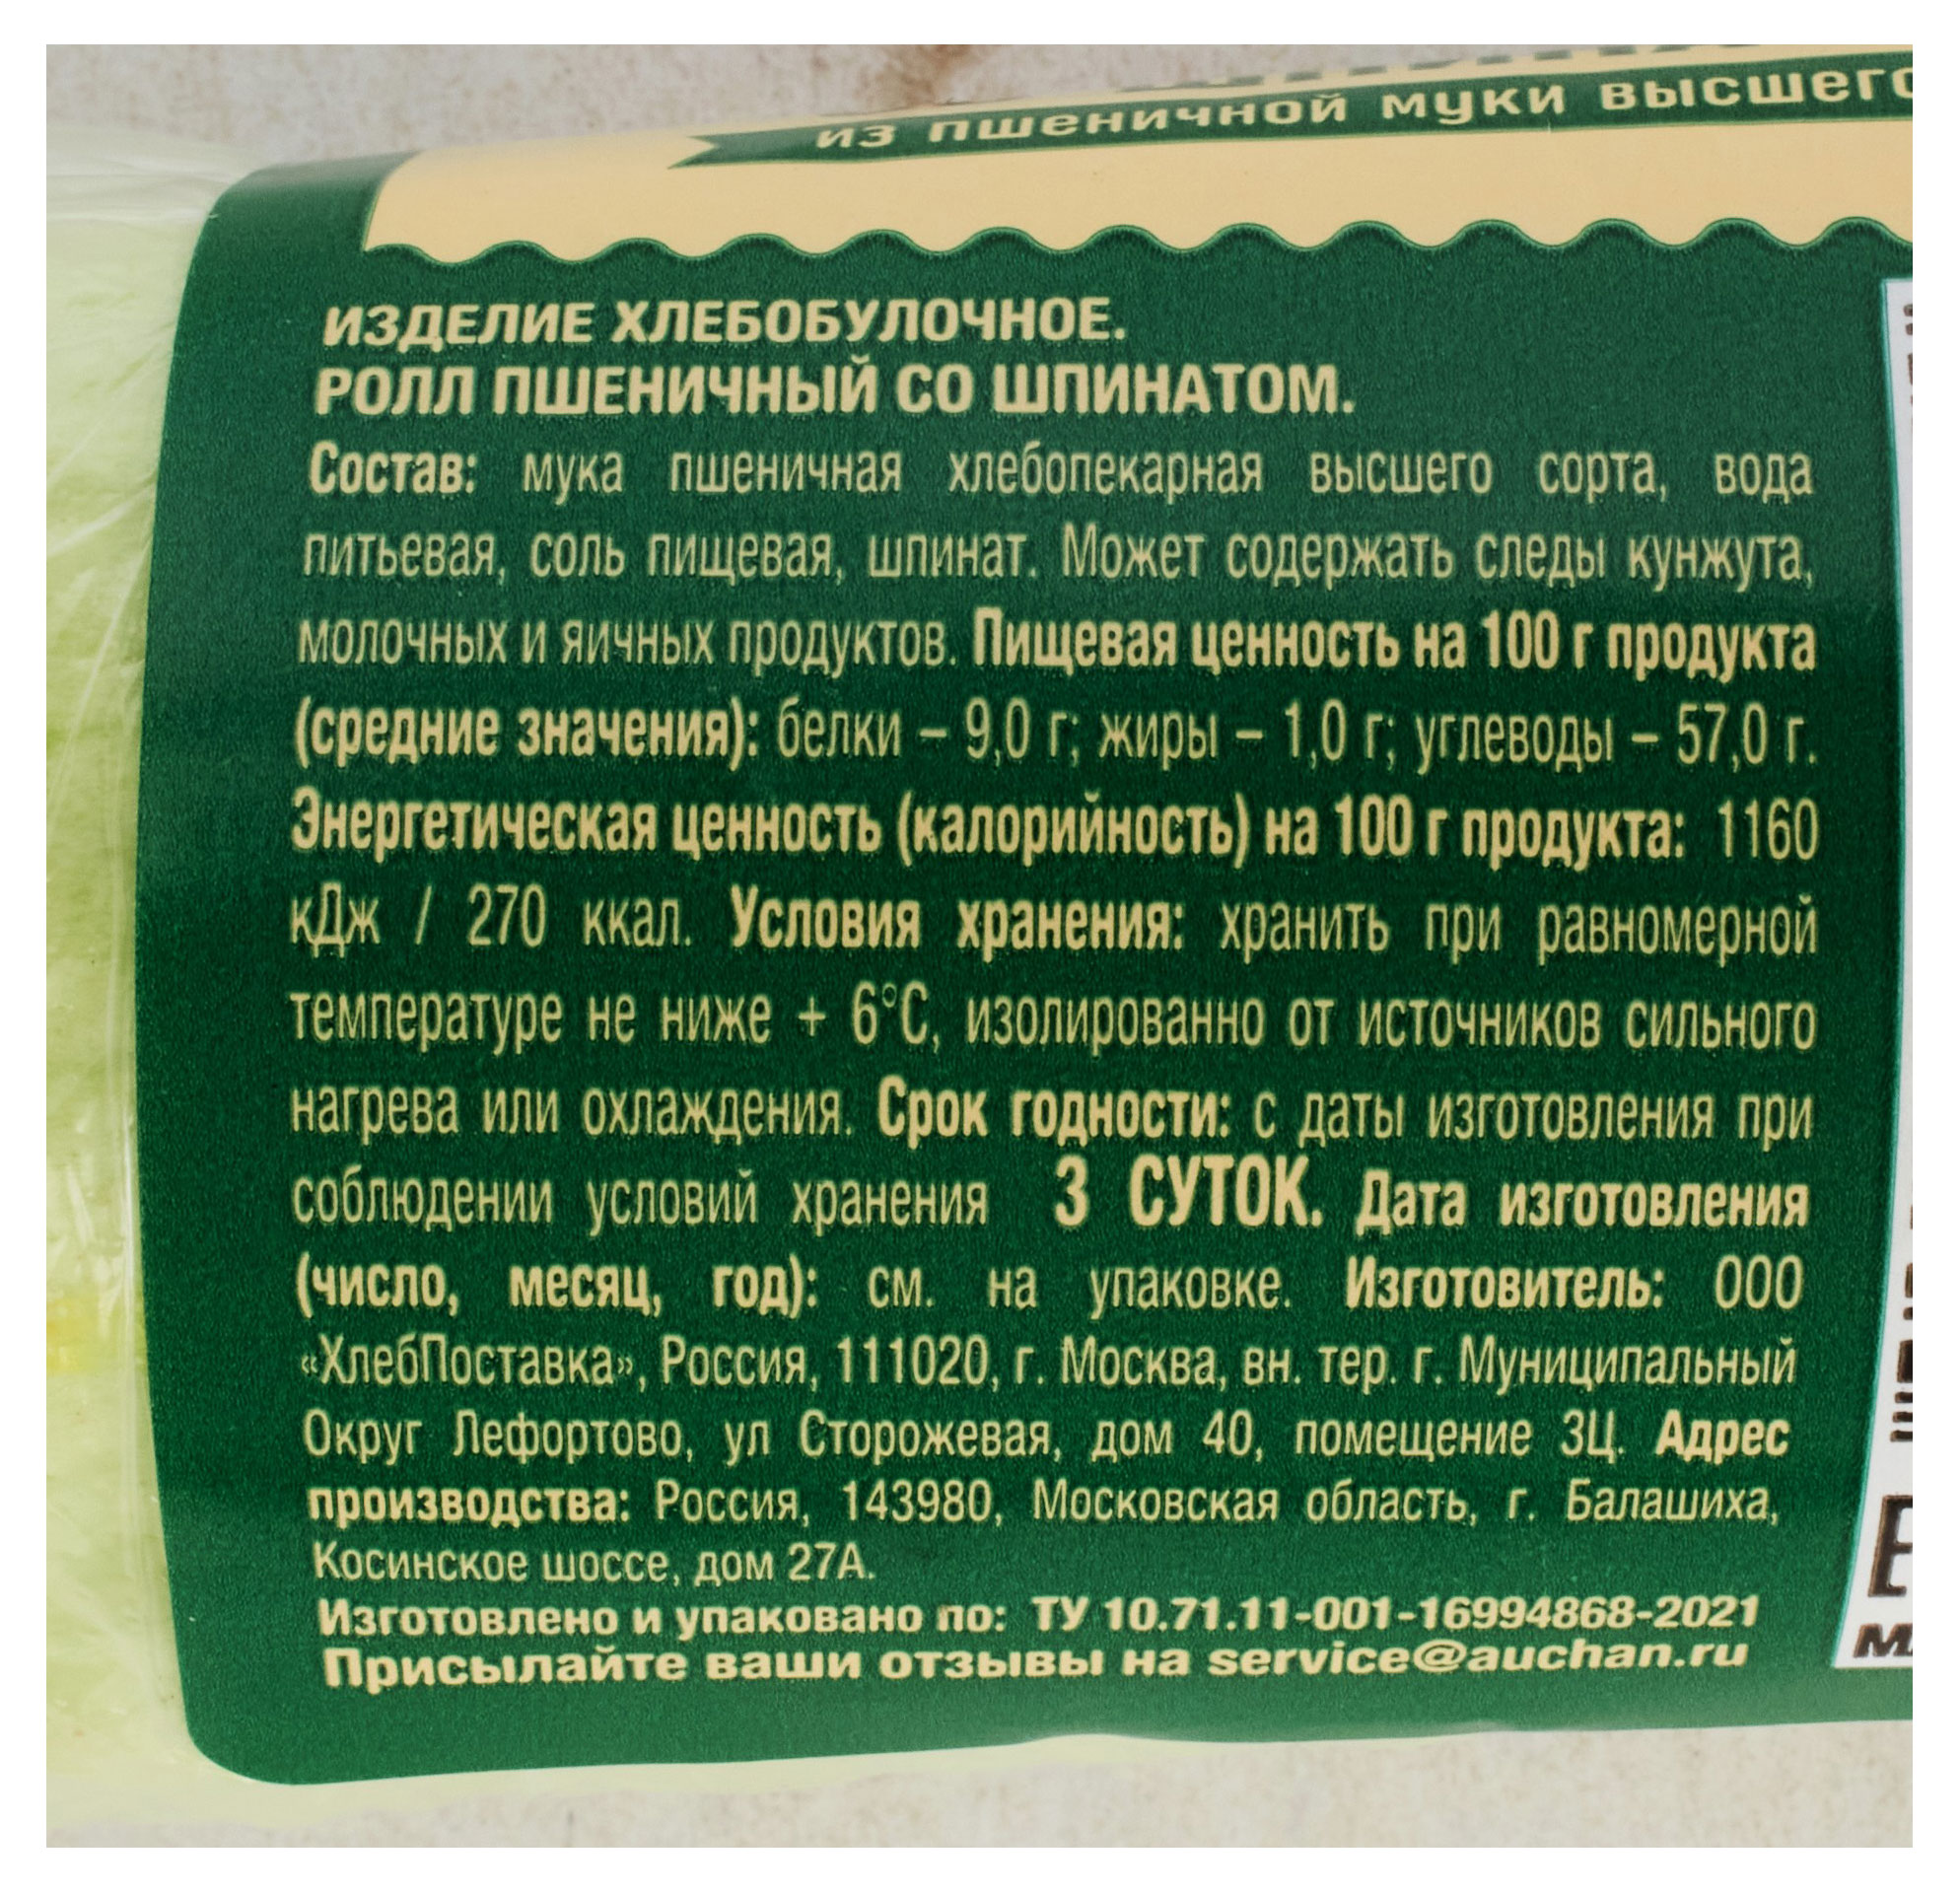 из пшеничной муки высшего
ИЗДЕЛИЕ ХЛЕБОБУЛОЧНОЕ.
РОЛЛ ПШЕНИЧНЫЙ СО ШПИНАТОМ.
Состав: мука пшеничная хлебопекарная высшего сорта, вода
питьевая, соль пищевая, шпинат. Может содержать следы кунжута,
молочных и яичных продуктов. Пищевая ценность на 100 г продукта
(средние значения): белки – 9,0 г; жиры – 1,0 г; углеводы – 57,0 г.
Энергетическая ценность (калорийность) на 100 г продукта: 1160
кДж / 270 ккал. Условия хранения: хранить при равномерной
температуре не ниже + 6°С, изолированно от источников сильного
нагрева или охлаждения. Срок годности: с даты изготовления при
соблюдении условий хранения 3 СУТОК. Дата изготовления
(число, месяц, год): см. на упаковке. Изготовитель: ООО
«ХлебПоставка», Россия, 111020, г. Москва, вн. тер. г. Муниципальный
Округ Лефортово, ул Сторожевая, дом 40, помещение 3Ц. Адрес
производства: Россия, 143980, Московская область, г. Балашиха,
Косинское шоссе, дом 27А.
Изготовлено и упаковано по: ТУ 10.71.11-001-16994868-2021
Присылайте ваши отзывы на service@auchan.ru